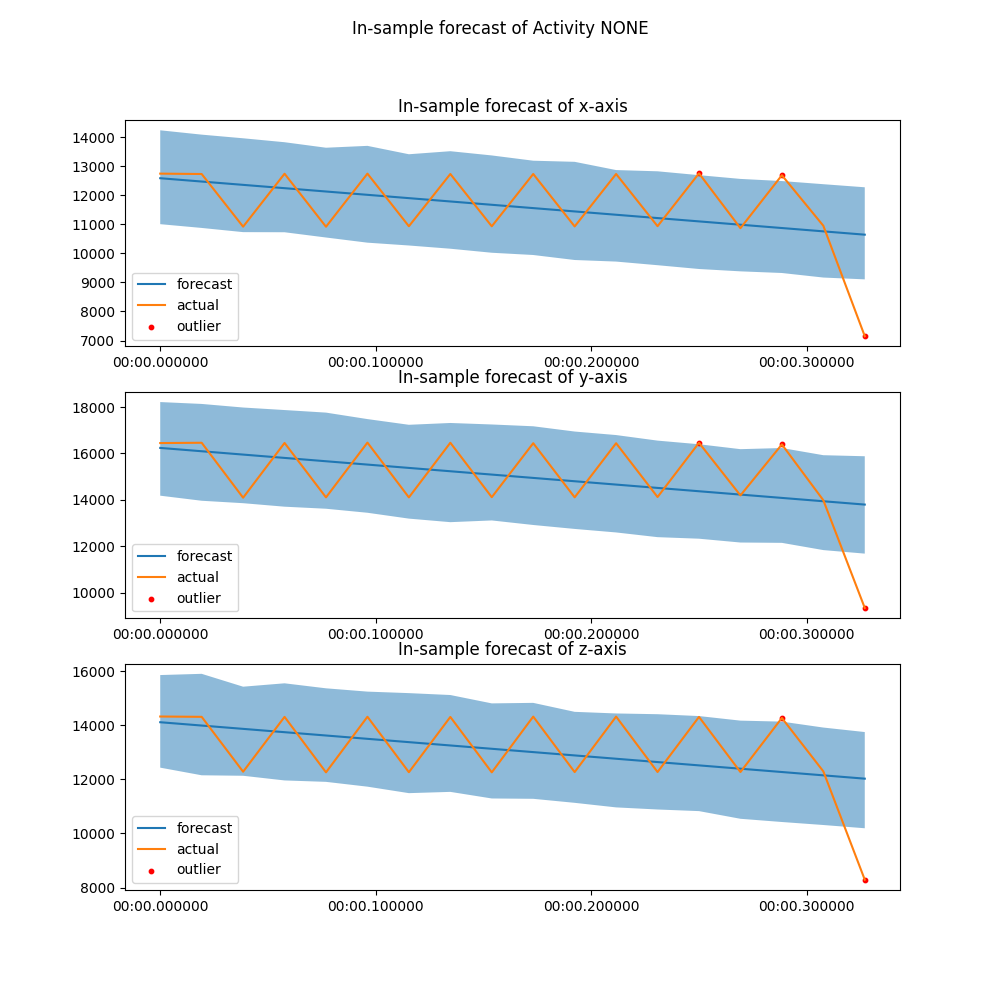 In-sample forecast of Activity NONE
In-sample forecast of x-axis
14000
13000
12000
11000
10000
9000
8000
7000
forecast
actual
outlier
00:00.000000 00:00.100000 00:00.200000 00:00.300000
In-sample forecast of y-axis
18000
16000
14000
12000
10000
forecast
actual
outlier
00:00.000000 00:00.100000 00:00.200000 00:00.300000
In-sample forecast of z-axis
16000
14000
12000
10000
8000
forecast
actual
outlier
00:00.000000 00:00.100000 00:00.200000 00:00.300000